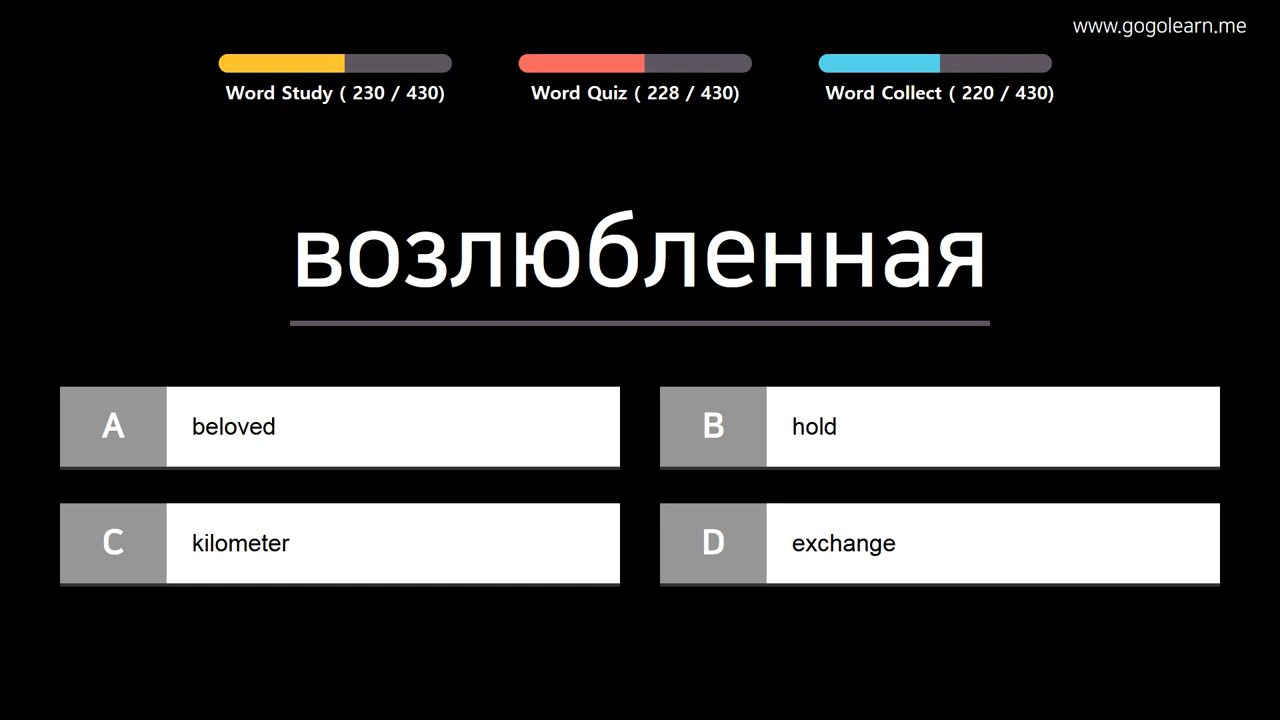 www.gogolearn.me
Word Study ( 230 / 430)
Word Quiz ( 228 / 430)
Word Collect ( 220 / 430)
возлюбленная
A beloved
B hold
C kilometer
D exchange